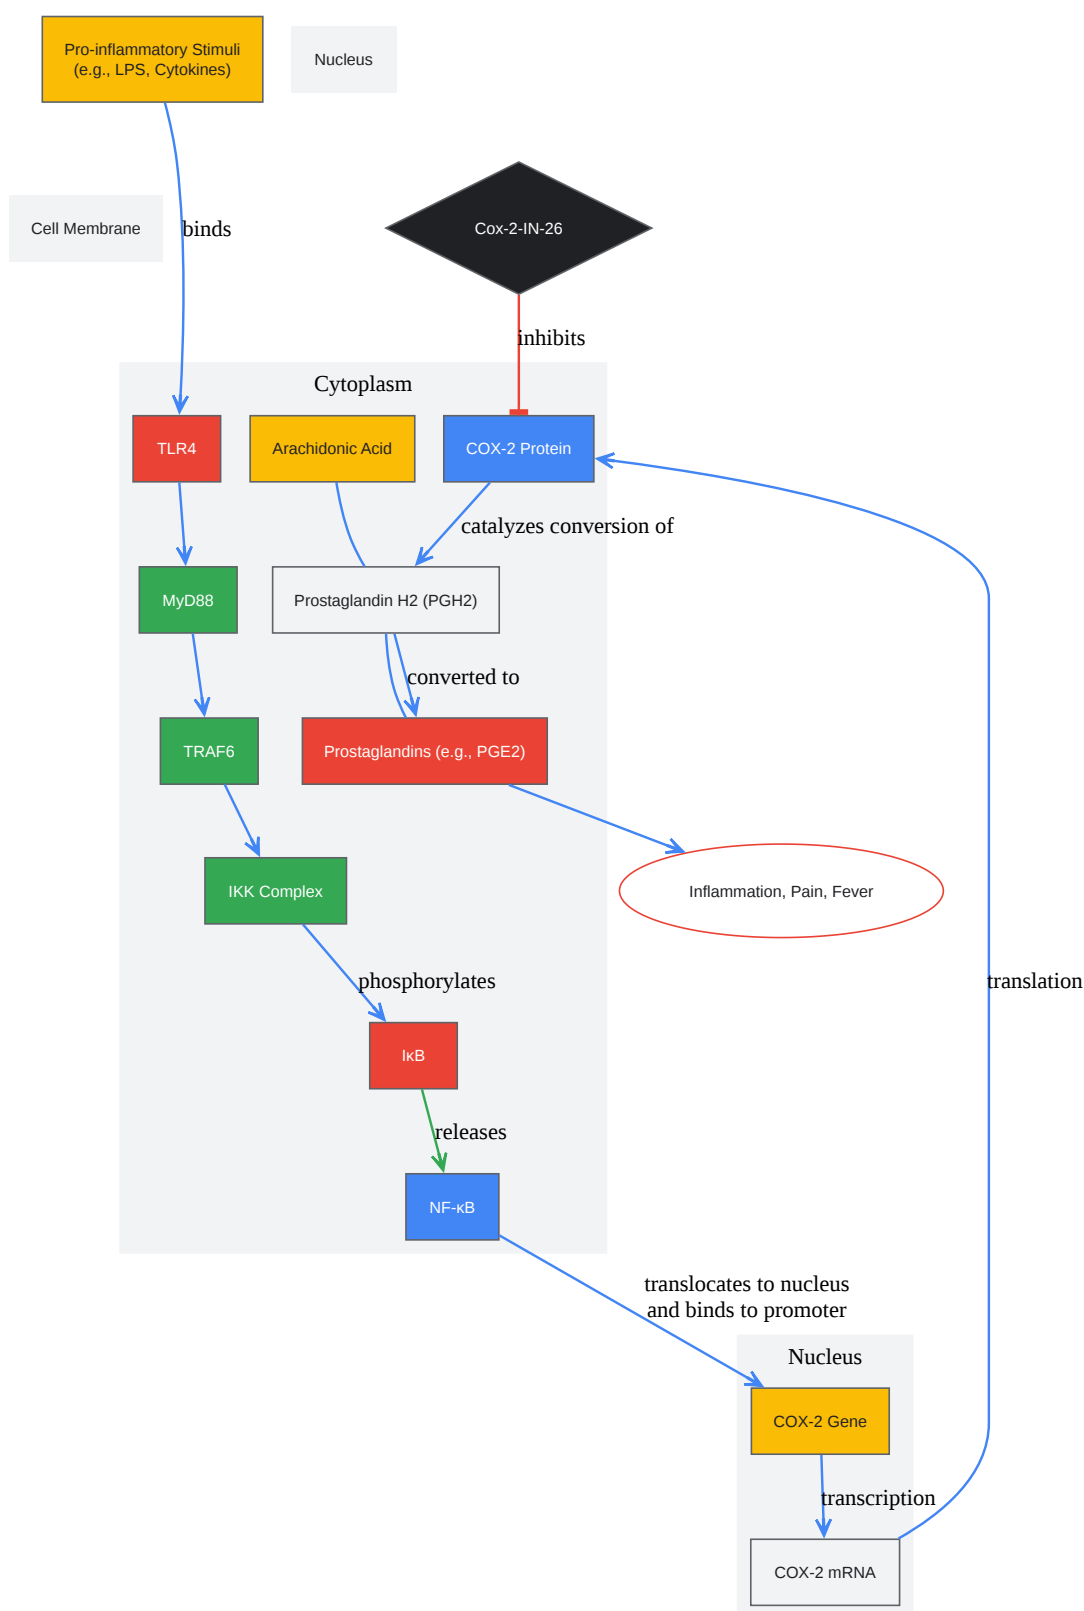 Pro-inflammatory Stimuli
(e.g., LPS, Cytokines)
Nucleus
Cell Membrane
binds
Cox-2-IN-26
inhibits
Cytoplasm
TLR4
Arachidonic Acid
COX-2 Protein
catalyzes conversion of
MyD88
Prostaglandin H2 (PGH2)
converted to
TRAF6
Prostaglandins (e.g., PGE2)
IKK Complex
Inflammation, Pain, Fever
phosphorylates
translation
IκB
releases
NF-κB
translocates to nucleus
and binds to promoter
Nucleus
COX-2 Gene
transcription
COX-2 mRNA